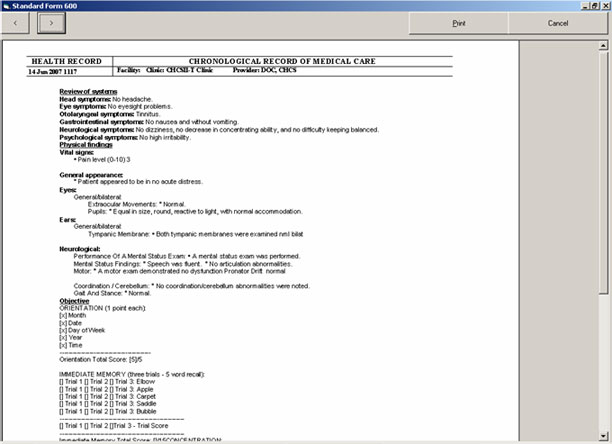 Standard Form 600
< > Print Cancel
HEALTH RECORD CHRONOLOGICAL RECORD OF MEDICAL CARE
14 Jun 2007 1117 Facility: Clinic: CHCSII-T Clinic Provider: DOC, CHCS
Review of systems
Head symptoms: No headache.
Eye symptoms: No eyesight problems.
Otolaryngeal symptoms: Tinnitus.
Gastrointestinal symptoms: No nausea and without vomiting.
Neurological symptoms: No dizziness, no decrease in concentrating ability, and no difficulty keeping balanced.
Psychological symptoms: No high irritability.
Physical findings
Vital signs:
• Pain level (0-10) 3
General appearance:
° Patient appeared to be in no acute distress.
Eyes:
General/bilateral:
Extraocular Movements: ° Normal.
Pupils: ° Equal in size, round, reactive to light, with normal accommodation.
Ears:
General/bilateral:
Tympanic Membrane: • Both tympanic membranes were examined nml bilat
Neurological:
Performance Of A Mental Status Exam: • A mental status exam was performed.
Mental Status Findings: ° Speech was fluent. ° No articulation abnormalities.
Motor: ° A motor exam demonstrated no dysfunction Pronator Drift normal
Coordination / Cerebellum: ° No coordination/cerebellum abnormalities were noted.
Gait And Stance: ° Normal.
Objective
ORIENTATION (1 point each):
[x] Month
[x] Date
[x] Day of Week
[x] Year
[x] Time
------------------------------
Orientation Total Score: [5]/5
IMMEDIATE MEMORY (three trials - 5 word recall):
[] Trial 1 [] Trial 2 [] Trial 3: Elbow
[] Trial 1 [] Trial 2 [] Trial 3: Apple
[] Trial 1 [] Trial 2 [] Trial 3: Carpet
[] Trial 1 [] Trial 2 [] Trial 3: Saddle
[] Trial 1 [] Trial 2 [] Trial 3: Bubble
------------------------------
[] Trial 1 [] Trial 2 []Trial 3 - Trial Score
------------------------------
Immediate Memory Total Score: []/15CONCENTRATION